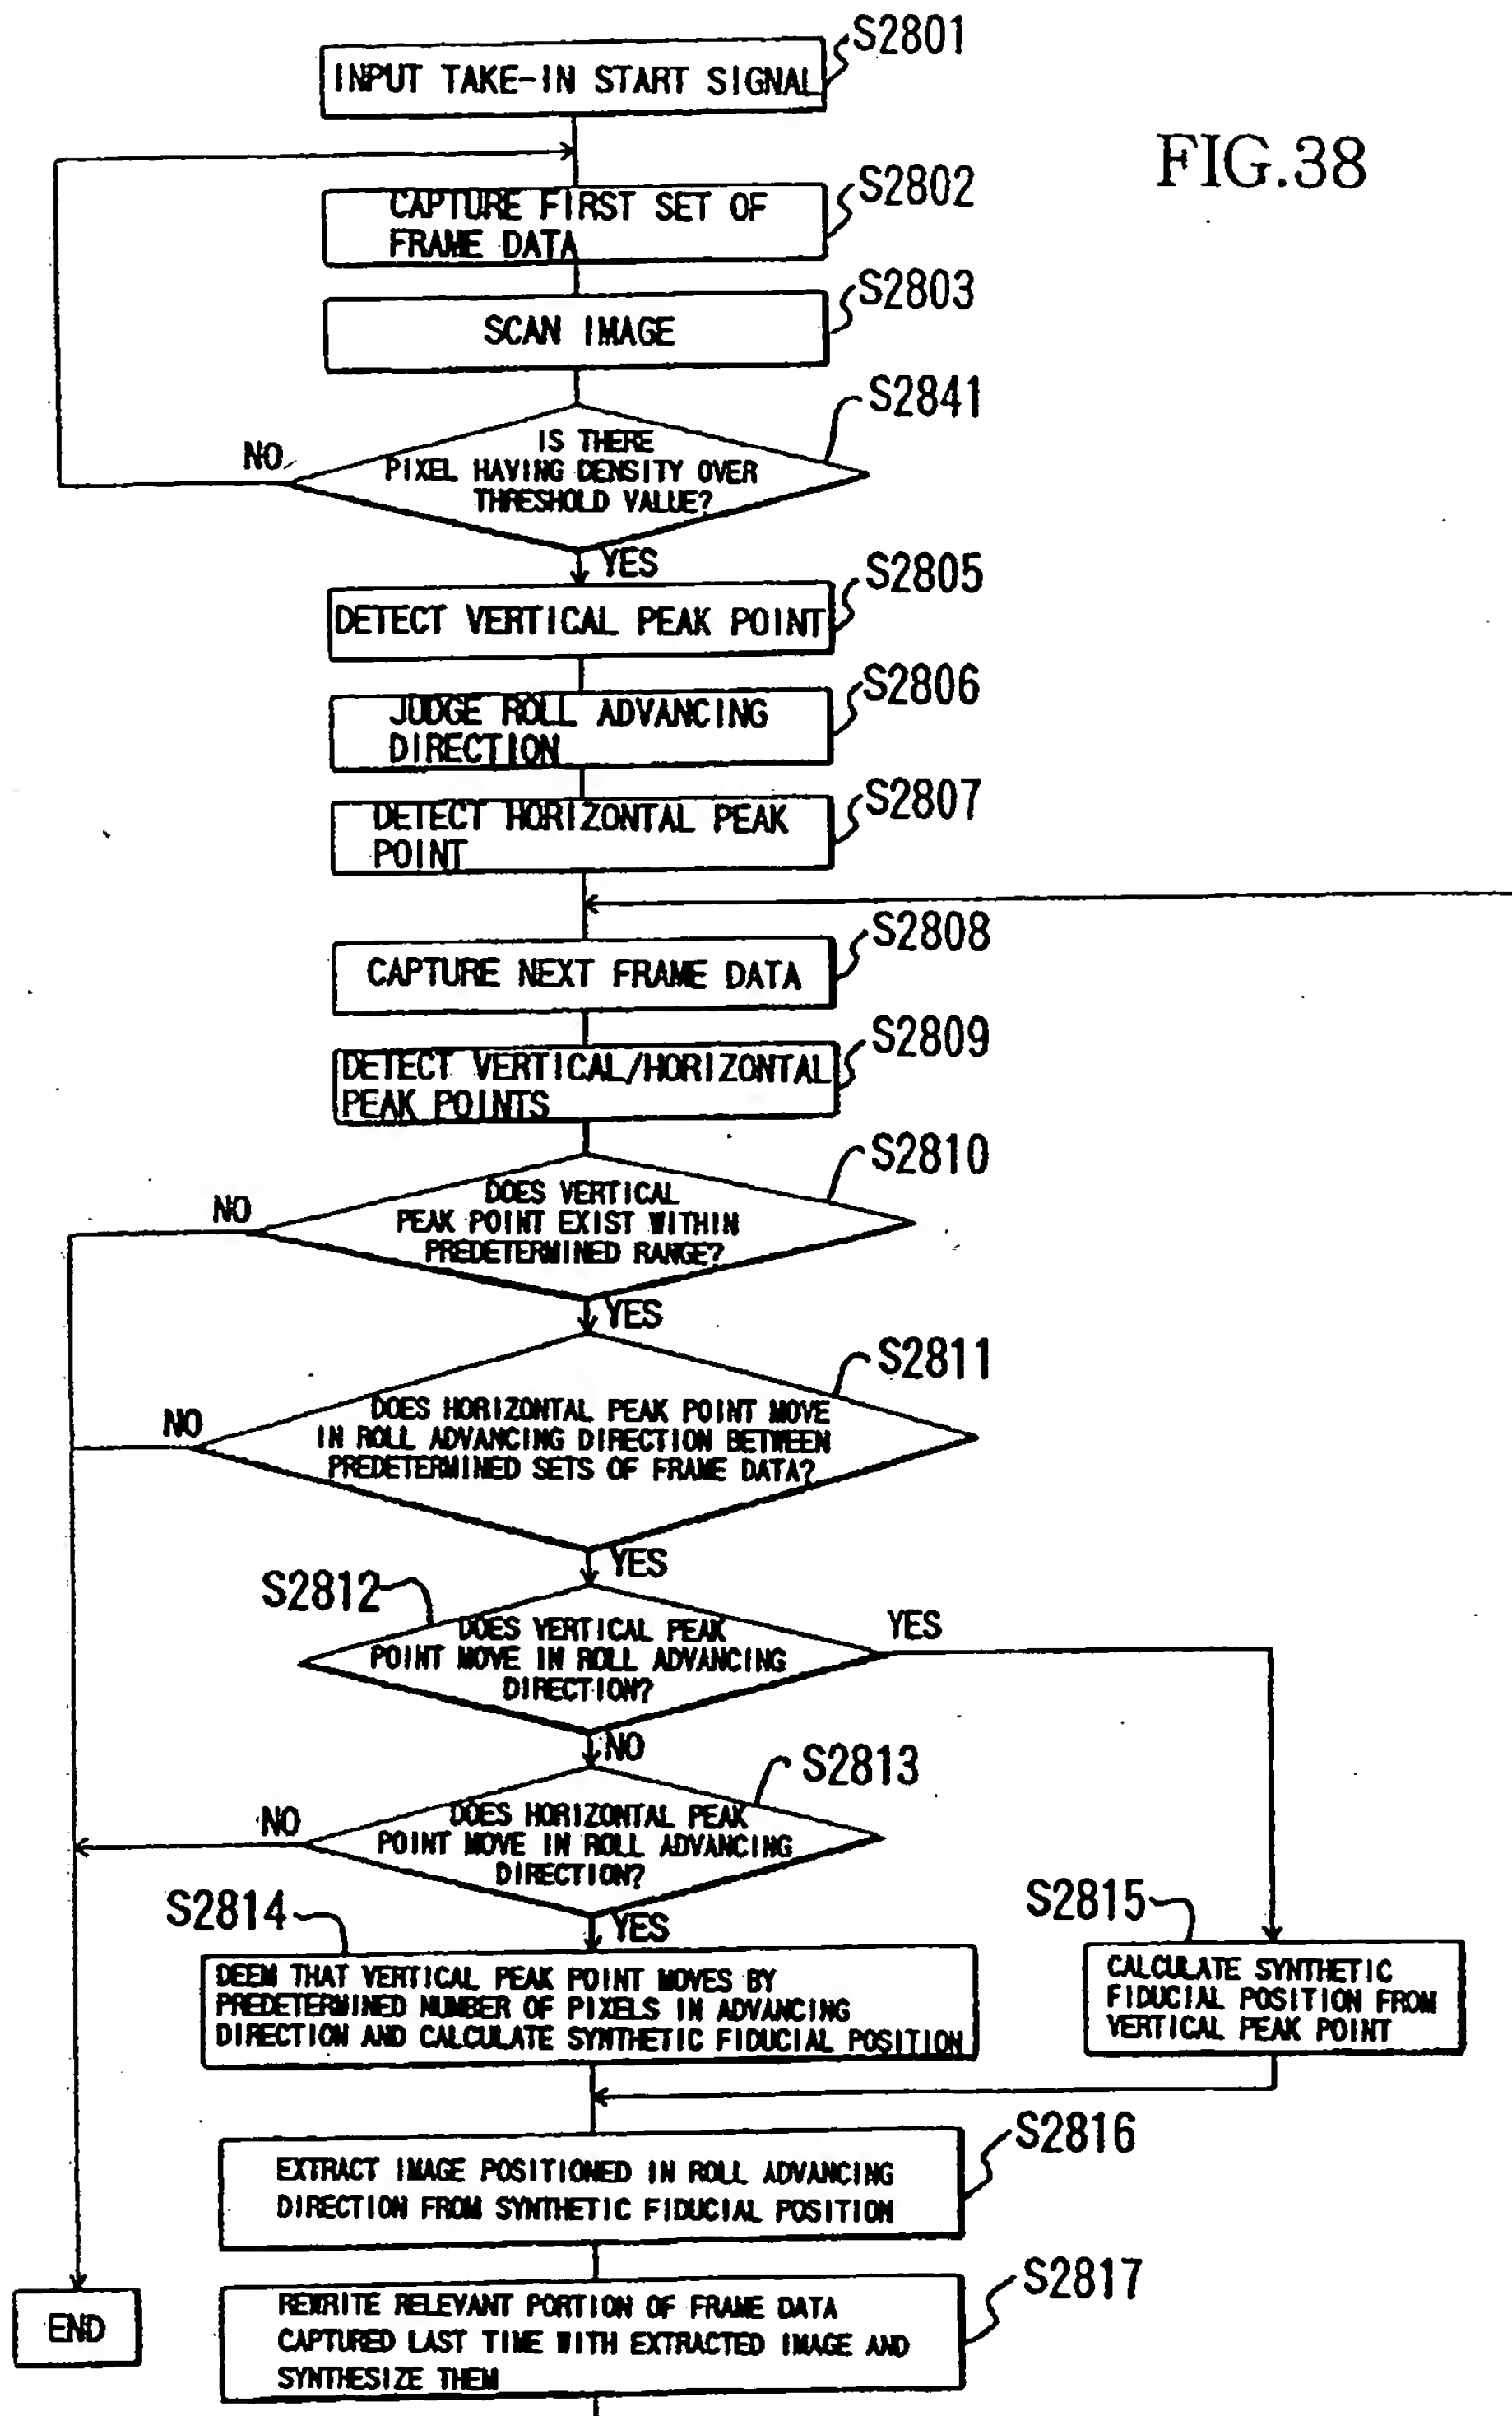 S2801
INPUT TAKE-IN START SIGNAL
FIG.38
S2802
CAPTURE FIRST SET OF
FRAME DATA
S2803
SCAN IMAGE
S2841
IS THERE
PIXEL HAVING DENSITY OVER
THRESHOLD VALUE?
NO
YES
S2805
DETECT VERTICAL PEAK POINT
S2806
JUDGE ROLL ADVANCING
DIRECTION
S2807
DETECT HORIZONTAL PEAK
POINT
S2808
CAPTURE NEXT FRAME DATA
S2809
DETECT VERTICAL/HORIZONTAL
PEAK POINTS
S2810
DOES VERTICAL
PEAK POINT EXIST WITHIN
PREDETERMINED RANGE?
NO
YES
S2811
DOES HORIZONTAL PEAK POINT MOVE
IN ROLL ADVANCING DIRECTION BETWEEN
PREDETERMINED SETS OF FRAME DATA?
NO
YES
S2812
DOES VERTICAL PEAK
POINT MOVE IN ROLL ADVANCING
DIRECTION?
YES
NO
S2813
DOES HORIZONTAL PEAK
POINT MOVE IN ROLL ADVANCING
DIRECTION?
NO
YES
S2814
DEEM THAT VERTICAL PEAK POINT MOVES BY
PREDETERMINED NUMBER OF PIXELS IN ADVANCING
DIRECTION AND CALCULATE SYNTHETIC FIDUCIAL POSITION
S2815
CALCULATE SYNTHETIC
FIDUCIAL POSITION FROM
VERTICAL PEAK POINT
S2816
EXTRACT IMAGE POSITIONED IN ROLL ADVANCING
DIRECTION FROM SYNTHETIC FIDUCIAL POSITION
S2817
REWRITE RELEVANT PORTION OF FRAME DATA
CAPTURED LAST TIME WITH EXTRACTED IMAGE AND
SYNTHESIZE THEM
END